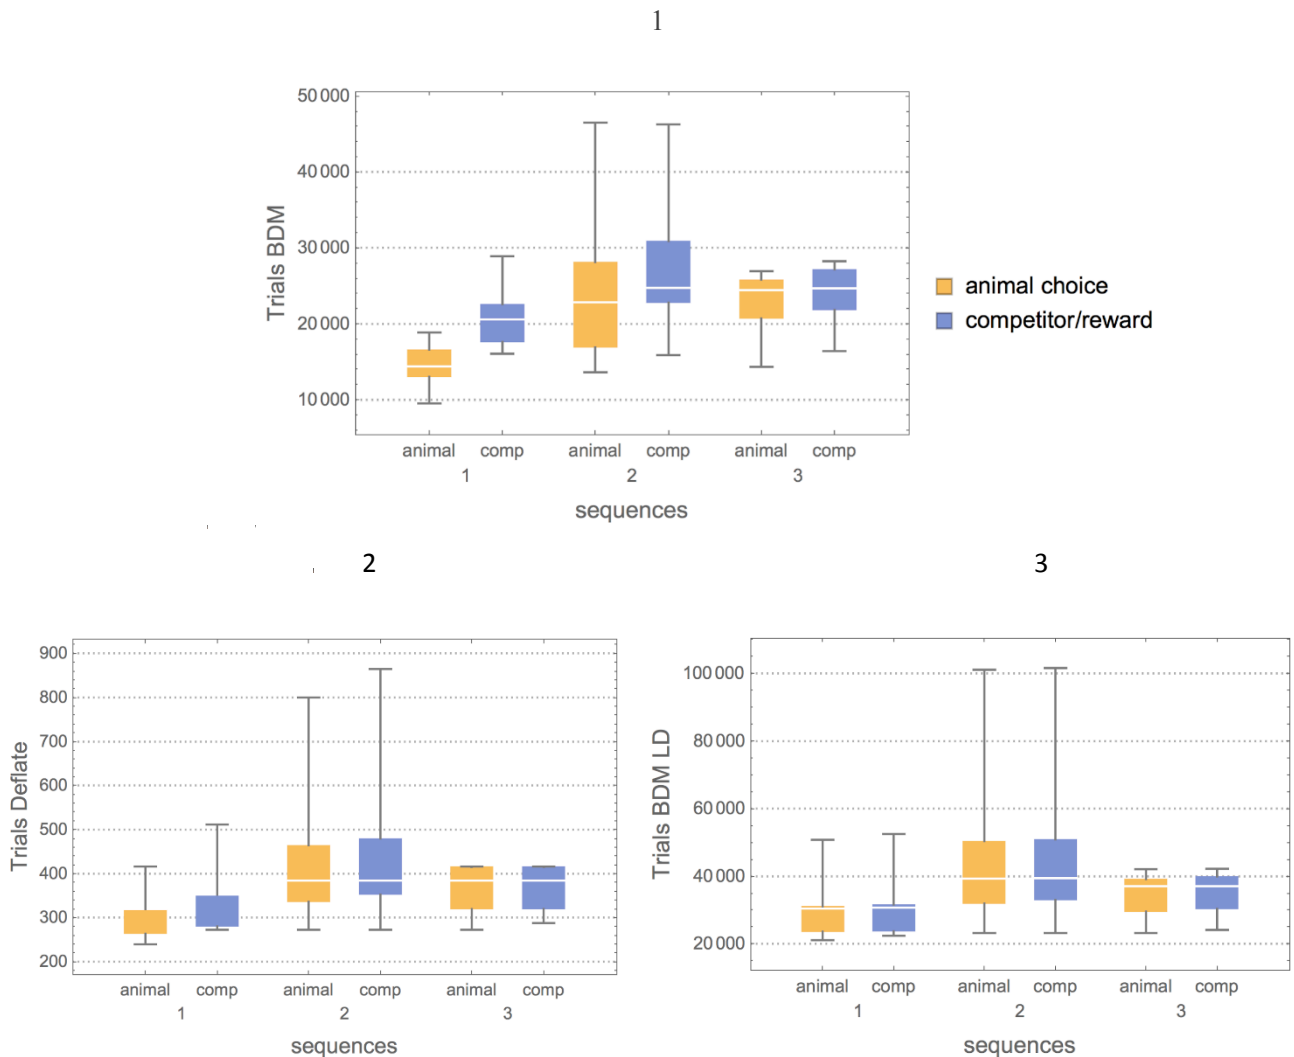 1
50 000
40 000
30 000
20 000
10 000
Trials BDM
animal comp animal comp animal comp
1 2 3
sequences
animal choice
competitor/reward
2
900
800
700
600
500
400
300
200
Trials Deflate
animal comp animal comp animal comp
1 2 3
sequences
3
100 000
80 000
60 000
40 000
20 000
Trials BDM LD
animal comp animal comp animal comp
1 2 3
sequences